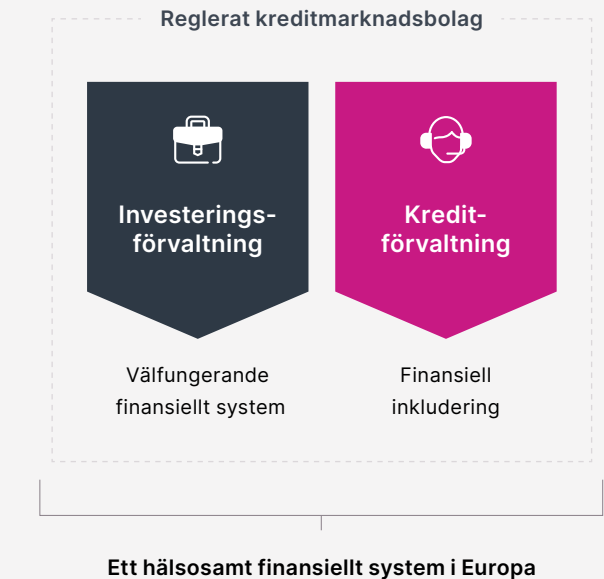 Reglerat kreditmarknadsbolag
Investerings-
förvaltning
Kredit-
förvaltning
Välfungerande
finansiellt system
Finansiell
inkludering
Ett hälsosamt finansiellt system i Europa